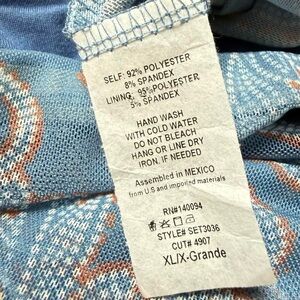 SELF: 92% POLYESTER
8% SPANDEX
LINING: 95% POLYESTER
5% SPANDEX
HAND WASH
WITH COLD WATER
DO NOT BLEACH
HANG OR LINE DRY
IRON, IF NEEDED
Assembled in MEXICO
from U.S and imported materials
RN#140094
STYLE# SET3036
CUT# 4907
XL/X-Grande